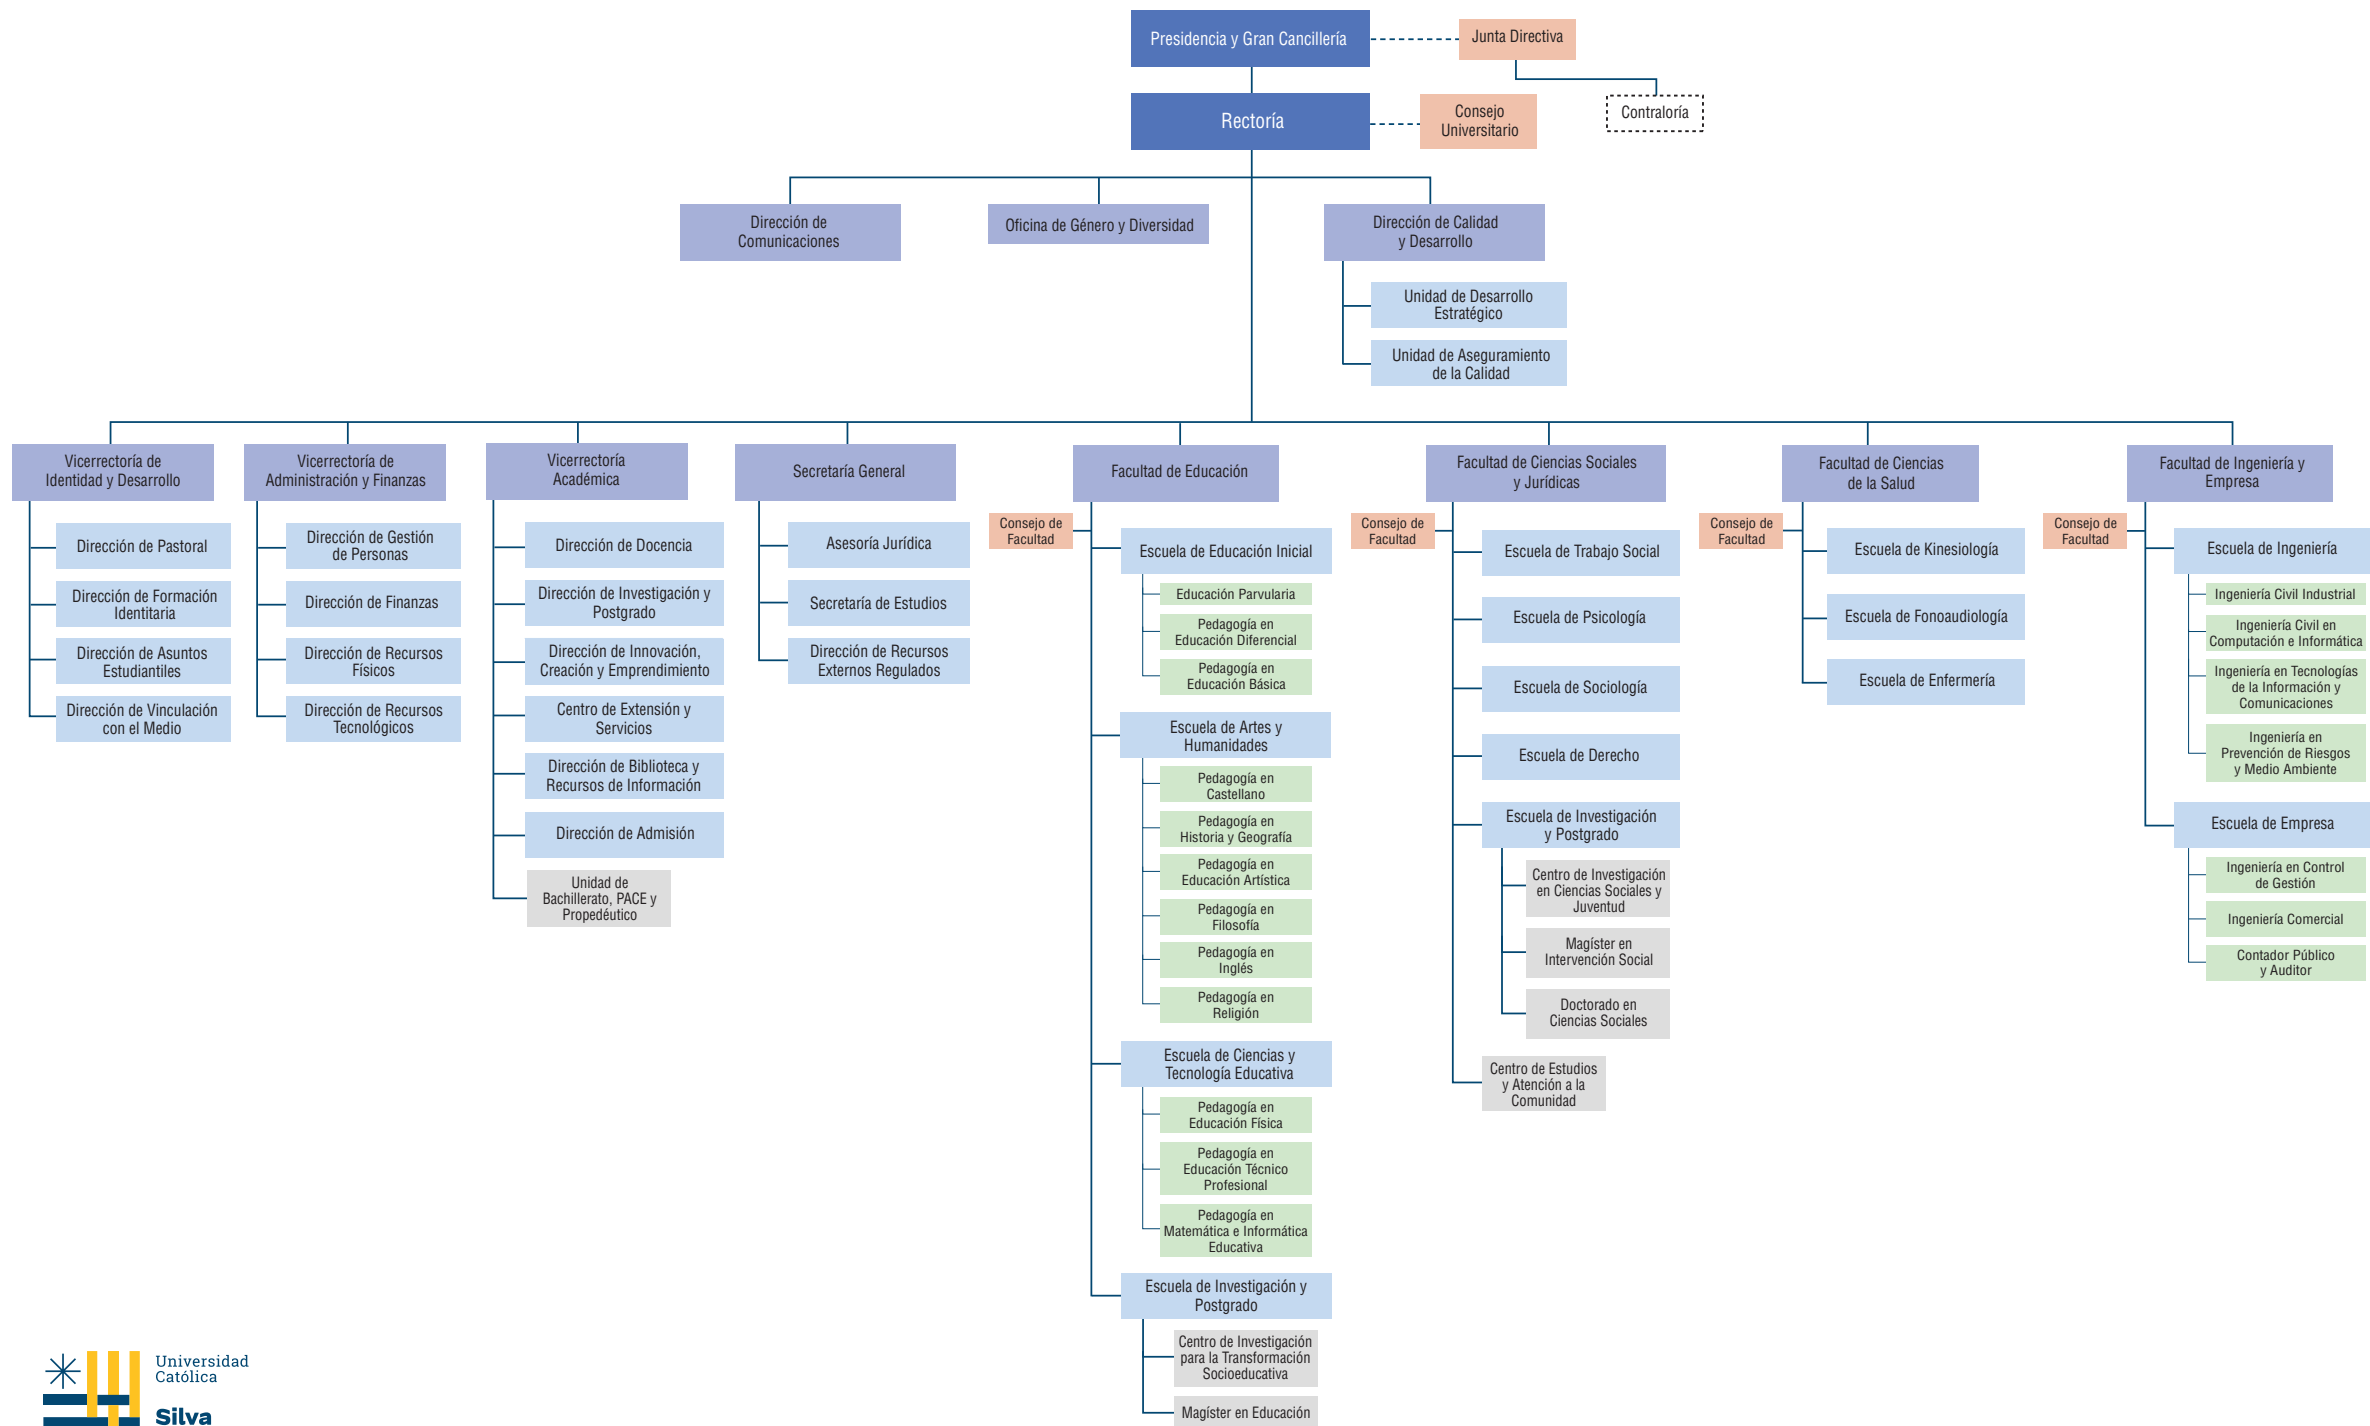 Presidencia y Gran Cancillería
Junta Directiva
Contraloría
Rectoría
Consejo
Universitario
Dirección de
Comunicaciones
Oficina de Género y Diversidad
Dirección de Calidad
y Desarrollo
Unidad de Desarrollo
Estratégico
Unidad de Aseguramiento
de la Calidad
Vicerrectoría de
Identidad y Desarrollo
Dirección de Pastoral
Dirección de Formación
Identitaria
Dirección de Asuntos
Estudiantiles
Dirección de Vinculación
con el Medio
Vicerrectoría de
Administración y Finanzas
Dirección de Gestión
de Personas
Dirección de Finanzas
Dirección de Recursos
Físicos
Dirección de Recursos
Tecnológicos
Vicerrectoría
Académica
Dirección de Docencia
Dirección de Investigación y
Postgrado
Dirección de Innovación,
Creación y Emprendimiento
Centro de Extensión y
Servicios
Dirección de Biblioteca y
Recursos de Información
Dirección de Admisión
Unidad de
Bachillerato, PACE y
Propedéutico
Secretaría General
Asesoría Jurídica
Secretaría de Estudios
Dirección de Recursos
Externos Regulados
Facultad de Educación
Consejo de
Facultad
Escuela de Educación Inicial
Educación Parvularia
Pedagogía en
Educación Diferencial
Pedagogía en
Educación Básica
Escuela de Artes y
Humanidades
Pedagogía en
Castellano
Pedagogía en
Historia y Geografía
Pedagogía en
Educación Artística
Pedagogía en
Filosofía
Pedagogía en
Inglés
Pedagogía en
Religión
Escuela de Ciencias y
Tecnología Educativa
Pedagogía en
Educación Física
Pedagogía en
Educación Técnico
Profesional
Pedagogía en
Matemática e Informática
Educativa
Escuela de Investigación y
Postgrado
Centro de Investigación
para la Transformación
Socioeducativa
Magíster en Educación
Facultad de Ciencias Sociales
y Jurídicas
Consejo de
Facultad
Escuela de Trabajo Social
Escuela de Psicología
Escuela de Sociología
Escuela de Derecho
Escuela de Investigación
y Postgrado
Centro de Investigación
en Ciencias Sociales y
Juventud
Magíster en
Intervención Social
Doctorado en
Ciencias Sociales
Centro de Estudios
y Atención a la
Comunidad
Facultad de Ciencias
de la Salud
Consejo de
Facultad
Escuela de Kinesiología
Escuela de Fonoaudiología
Escuela de Enfermería
Facultad de Ingeniería y
Empresa
Consejo de
Facultad
Escuela de Ingeniería
Ingeniería Civil Industrial
Ingeniería Civil en
Computación e Informática
Ingeniería en Tecnologías
de la Información y
Comunicaciones
Ingeniería en
Prevención de Riesgos
y Medio Ambiente
Escuela de Empresa
Ingeniería en Control
de Gestión
Ingeniería Comercial
Contador Público
y Auditor
Universidad
Católica
Silva